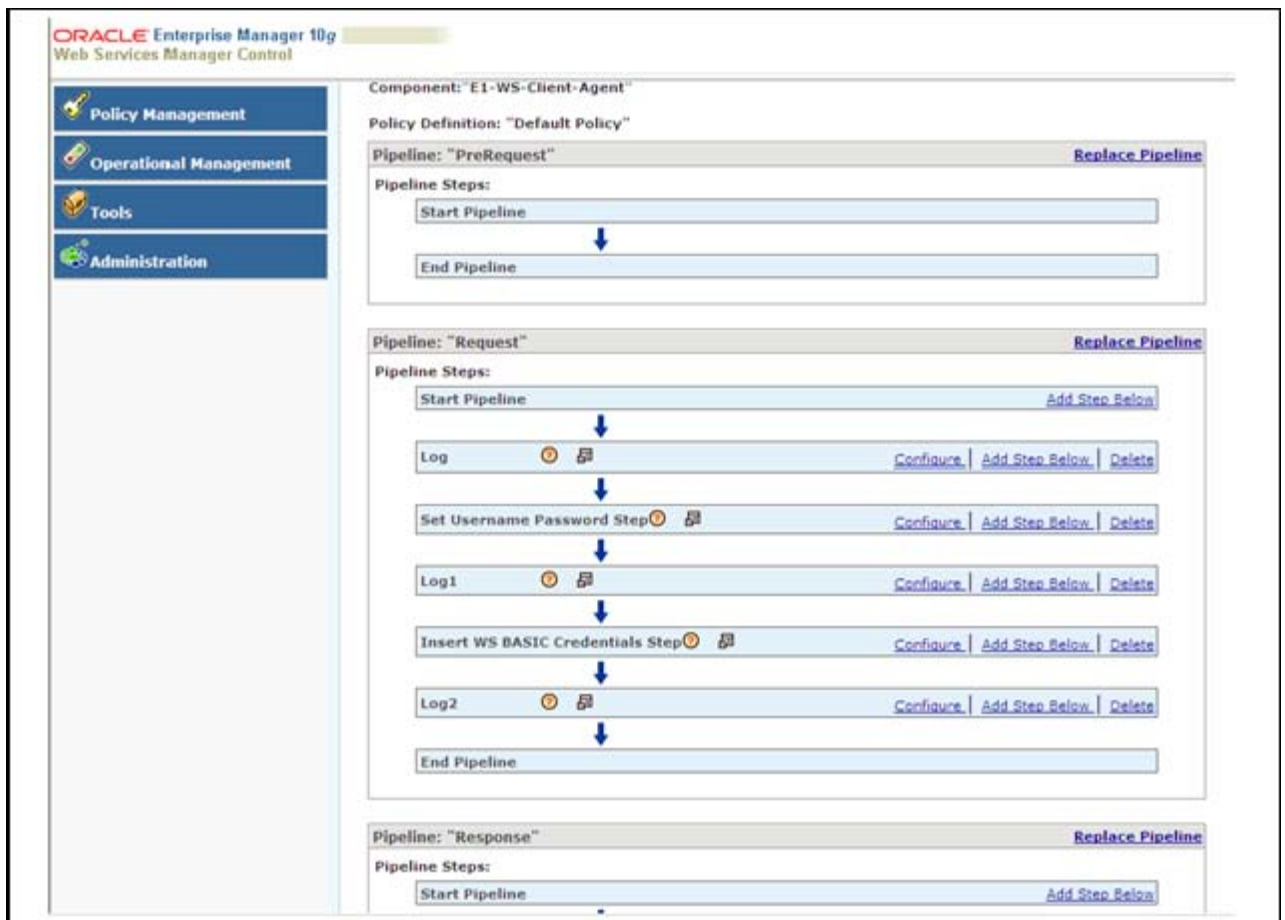 ORACLE Enterprise Manager 10g
Web Services Manager Control
Policy Management
Operational Management
Tools
Administration
Component:"E1-WS-Client-Agent"
Policy Definition: "Default Policy"
Pipeline: "PreRequest" Replace Pipeline
Pipeline Steps:
Start Pipeline
End Pipeline
Pipeline: "Request" Replace Pipeline
Pipeline Steps:
Start Pipeline Add Step Below
Log Configure | Add Step Below | Delete
Set Username Password Step Configure | Add Step Below | Delete
Log1 Configure | Add Step Below | Delete
Insert WS BASIC Credentials Step Configure | Add Step Below | Delete
Log2 Configure | Add Step Below | Delete
End Pipeline
Pipeline: "Response" Replace Pipeline
Pipeline Steps:
Start Pipeline Add Step Below